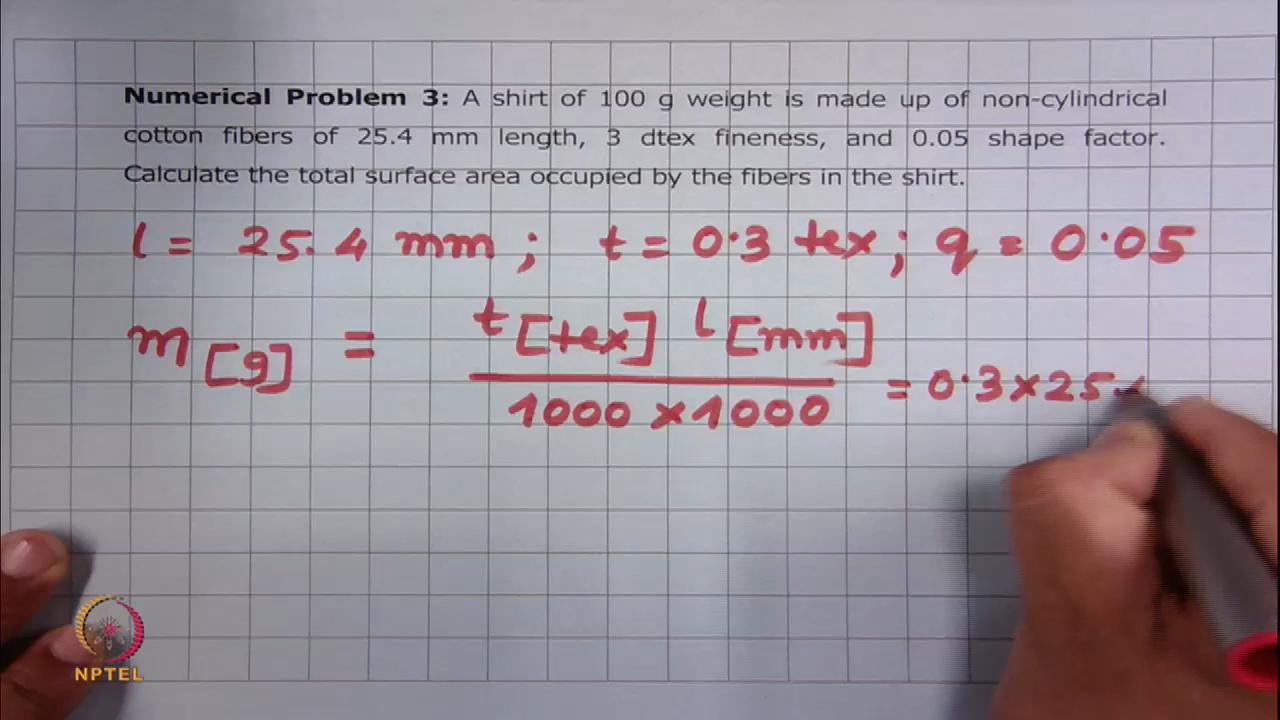 Numerical Problem 3: A shirt of 100 g weight is made up of non-cylindrical
cotton fibers of 25.4 mm length, 3 dtex fineness, and 0.05 shape factor.
Calculate the total surface area occupied by the fibers in the shirt.
l = 25.4 mm ; t = 0.3 tex ; q = 0.05
m[g] = t[tex] l[mm]
1000 × 1000
= 0.3 × 25.
NPTEL